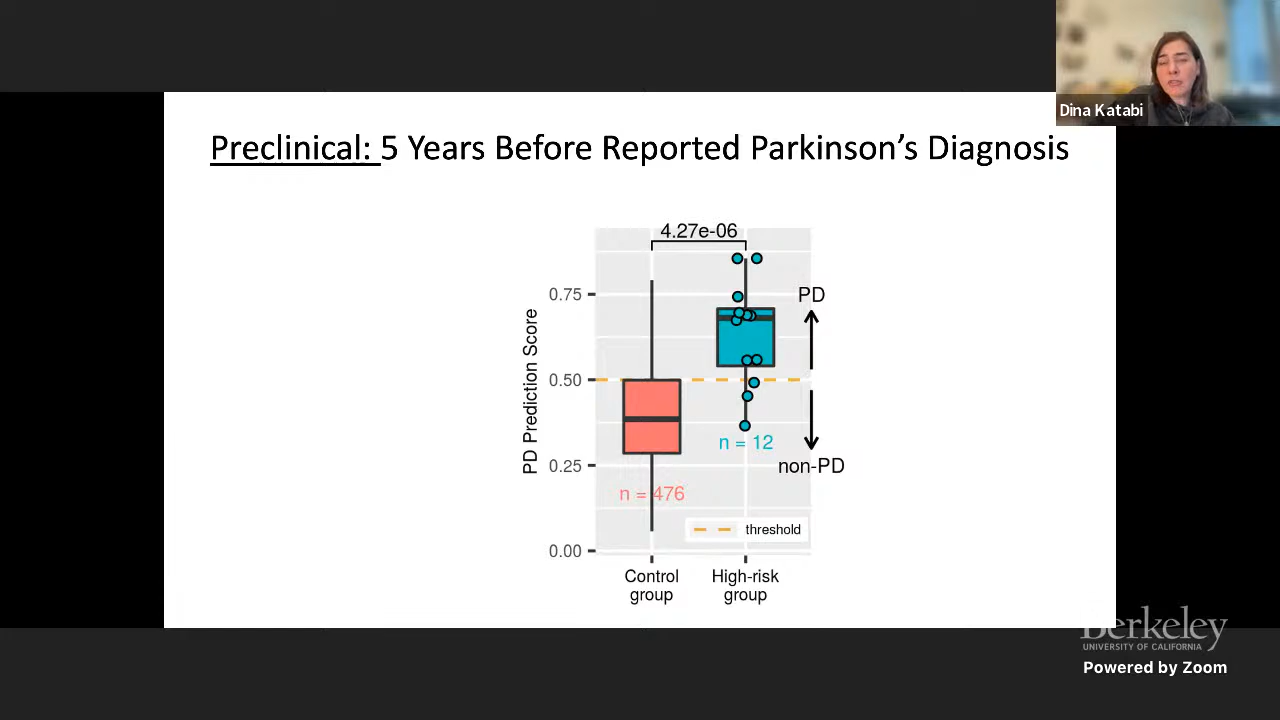 Dina Katabi
Preclinical: 5 Years Before Reported Parkinson’s Diagnosis
4.27e-06
PD Prediction Score
0.75
0.50
0.25
0.00
PD
non-PD
n = 12
n = 476
threshold
Control
group
High-risk
group
Berkeley
UNIVERSITY OF CALIFORNIA
Powered by Zoom